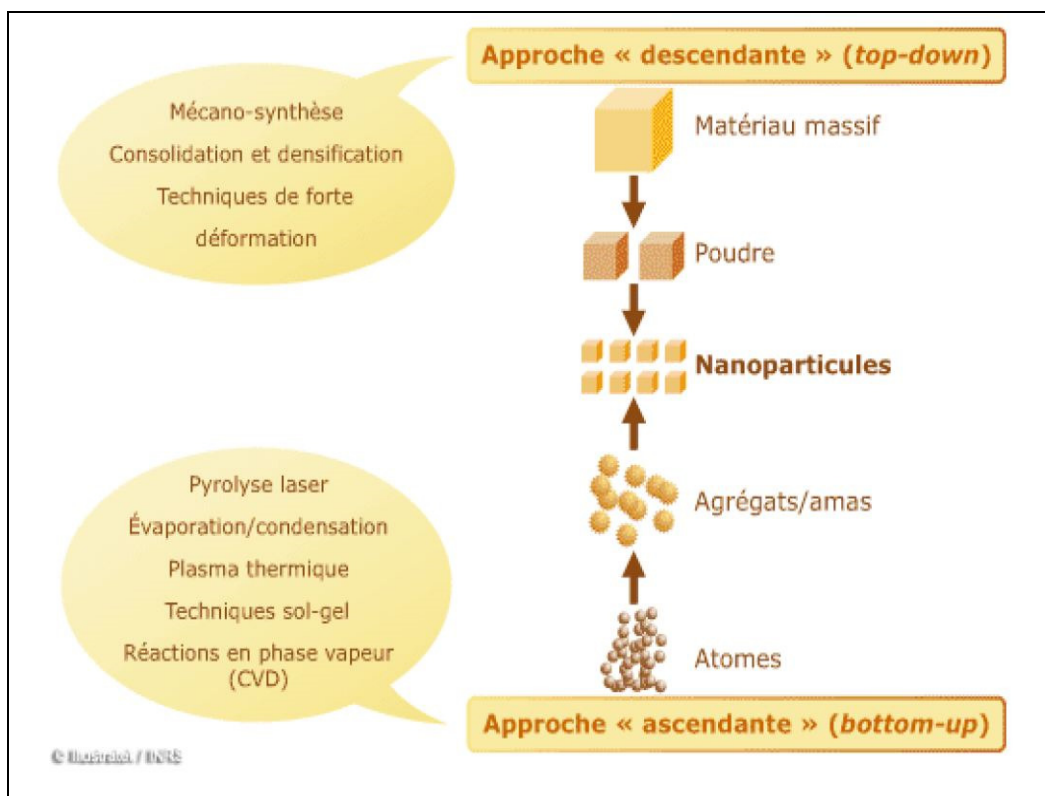 Approche « descendante » (top-down)
Mécano-synthèse
Consolidation et densification
Techniques de forte
déformation
Matériau massif
Poudre
Nanoparticules
Pyrolyse laser
Évaporation/condensation
Plasma thermique
Techniques sol-gel
Réactions en phase vapeur
(CVD)
Agrégats/amas
Atomes
Approche « ascendante » (bottom-up)
/ INRS